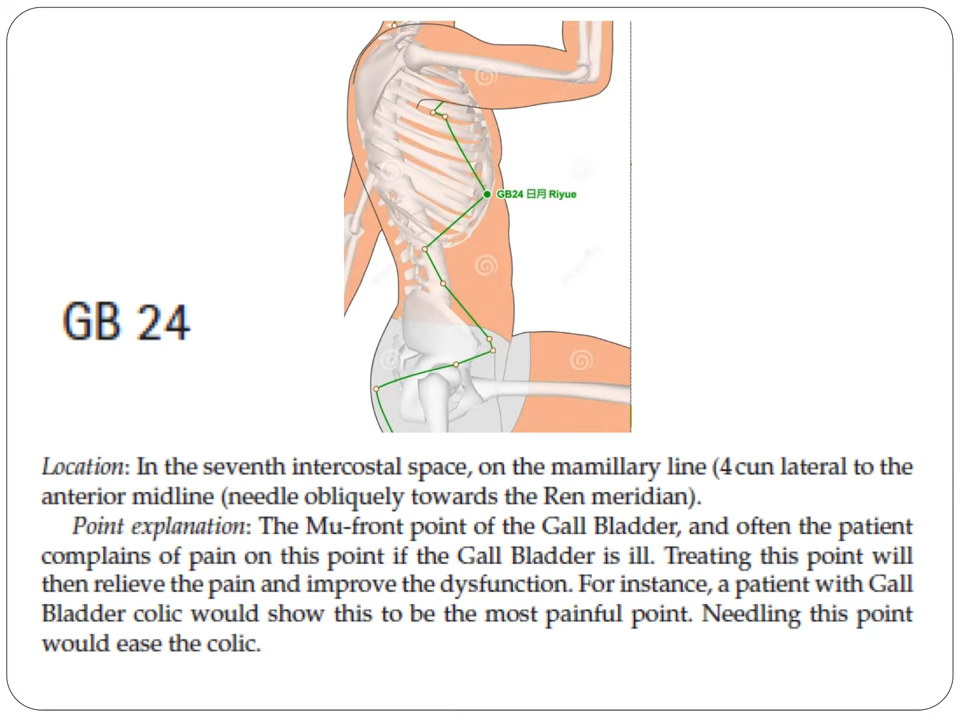 GB24 日月 Riyue
GB 24
Location: In the seventh intercostal space, on the mamillary line (4 cun lateral to the
anterior midline (needle obliquely towards the Ren meridian).
Point explanation: The Mu-front point of the Gall Bladder, and often the patient
complains of pain on this point if the Gall Bladder is ill. Treating this point will
then relieve the pain and improve the dysfunction. For instance, a patient with Gall
Bladder colic would show this to be the most painful point. Needling this point
would ease the colic.